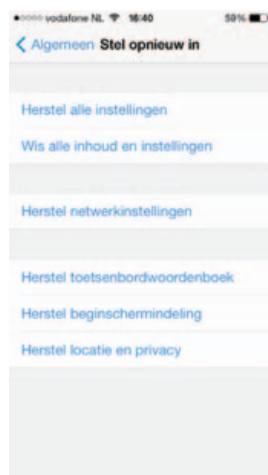 vodafone NL 16:40 59%
Algemeen Stel opnieuw in
Herstel alle instellingen
Wis alle inhoud en instellingen
Herstel netwerkinstellingen
Herstel toetsenbordwoordenboek
Herstel beginschermindeling
Herstel locatie en privacy